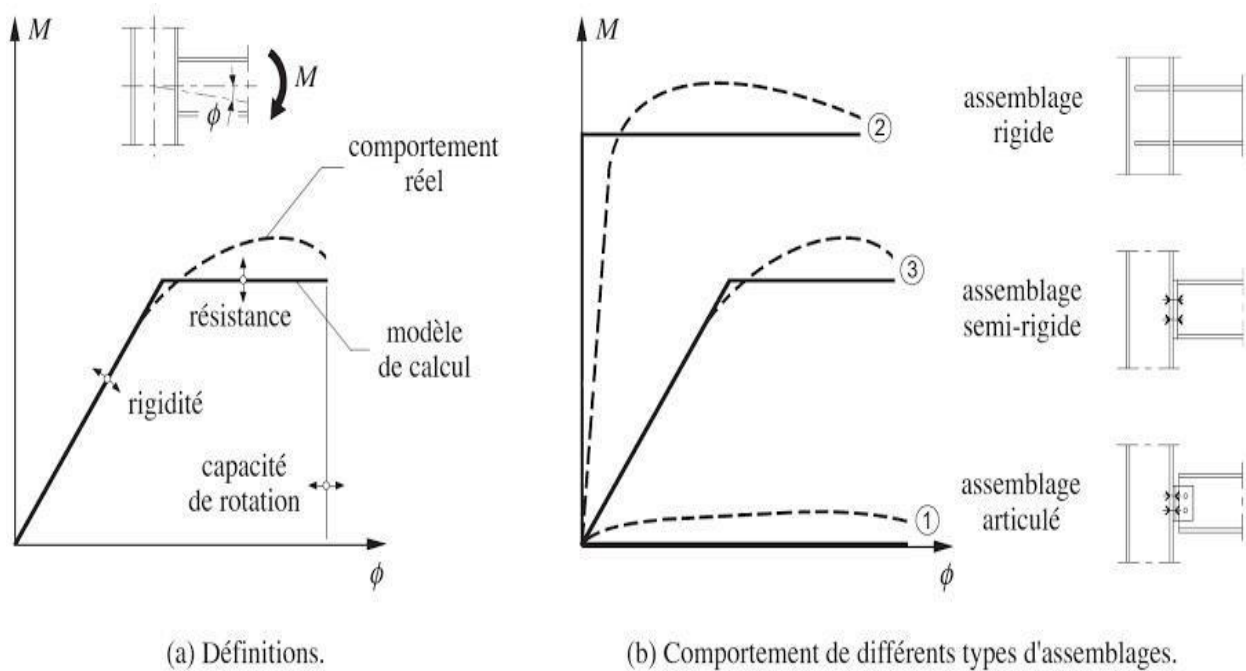 M
M
ϕ
comportement
réel
résistance
modèle
de calcul
rigidité
capacité
de rotation
ϕ
(a) Définitions.
M
2
assemblage
rigide
3
assemblage
semi-rigide
1
assemblage
articulé
ϕ
(b) Comportement de différents types d'assemblages.